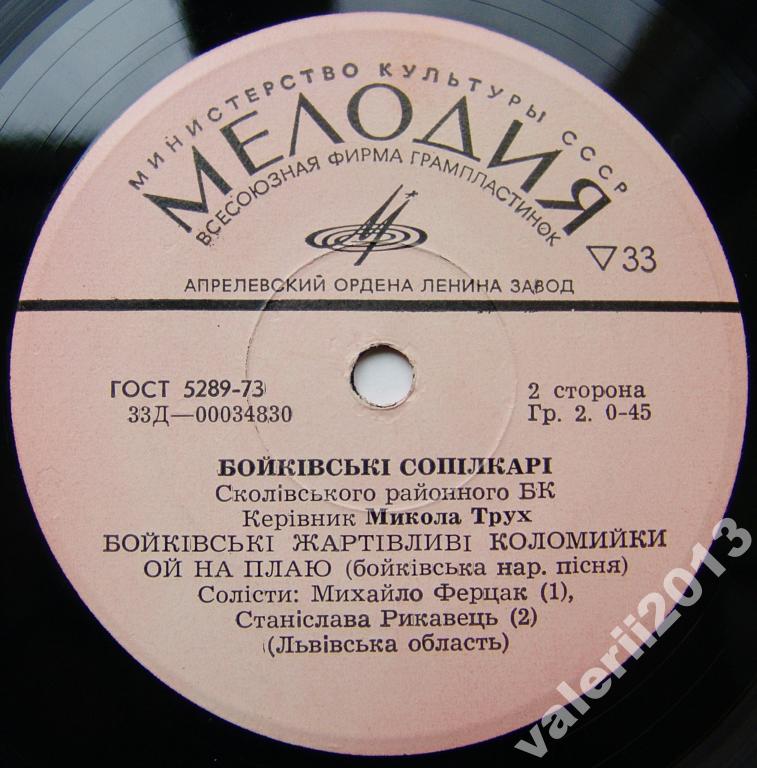 МИНИСТЕРСТВО КУЛЬТУРЫ СССР
МЕЛОДИЯ
ВСЕСОЮЗНАЯ ФИРМА ГРАМПЛАСТИНОК
33
АПРЕЛЕВСКИЙ ОРДЕНА ЛЕНИНА ЗАВОД
ГОСТ 5289-73
33Д—00034830
2 сторона
Гр. 2. 0-45
БОЙКІВСЬКІ СОПІЛКАРІ
Сколівського районного БК
Керівник Микола Трух
БОЙКІВСЬКІ ЖАРТІВЛИВІ КОЛОМИЙКИ
ОЙ НА ПЛАЮ (бойківська нар. пісня)
Солісти: Михайло Ферцак (1),
Станіслава Рикавець (2)
(Львівська область)
valerii2013